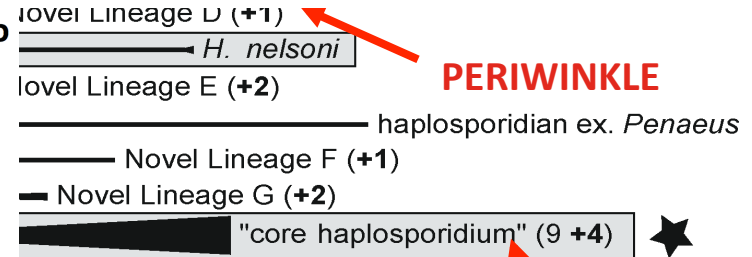 Novel Lineage D (+1)
H. nelsoni
PERIWINKLE
Novel Lineage E (+2)
haplosporidian ex. Penaeus
Novel Lineage F (+1)
Novel Lineage G (+2)
"core haplosporidium" (9 +4)